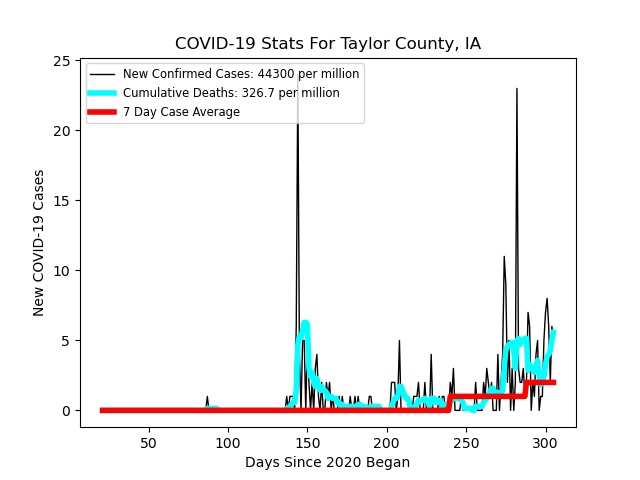 COVID-19 Stats For Taylor County, IA
New Confirmed Cases: 44300 per million
Cumulative Deaths: 326.7 per million
7 Day Case Average
New COVID-19 Cases
25
20
15
10
5
0
50 100 150 200 250 300
Days Since 2020 Began